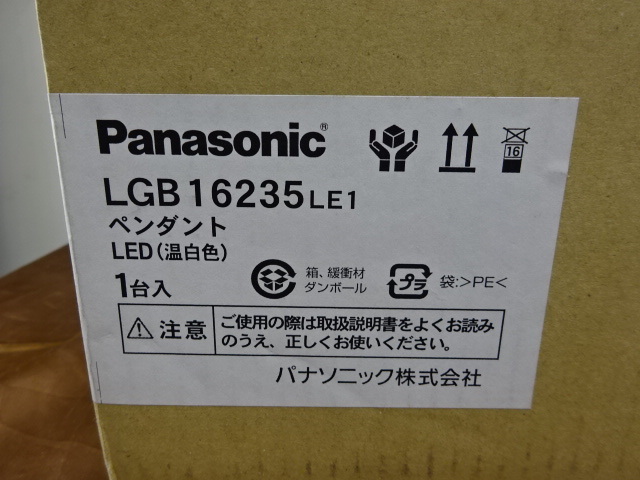 Panasonic®
LGB16235LE1
16
ペンダント
LED(温白色)
1台入
箱、緩衝材
ダンボール
プラ
袋:>PE<
⚠注意
ご使用の際は取扱説明書をよくお読み
のうえ、正しくお使いください。
パナソニック株式会社